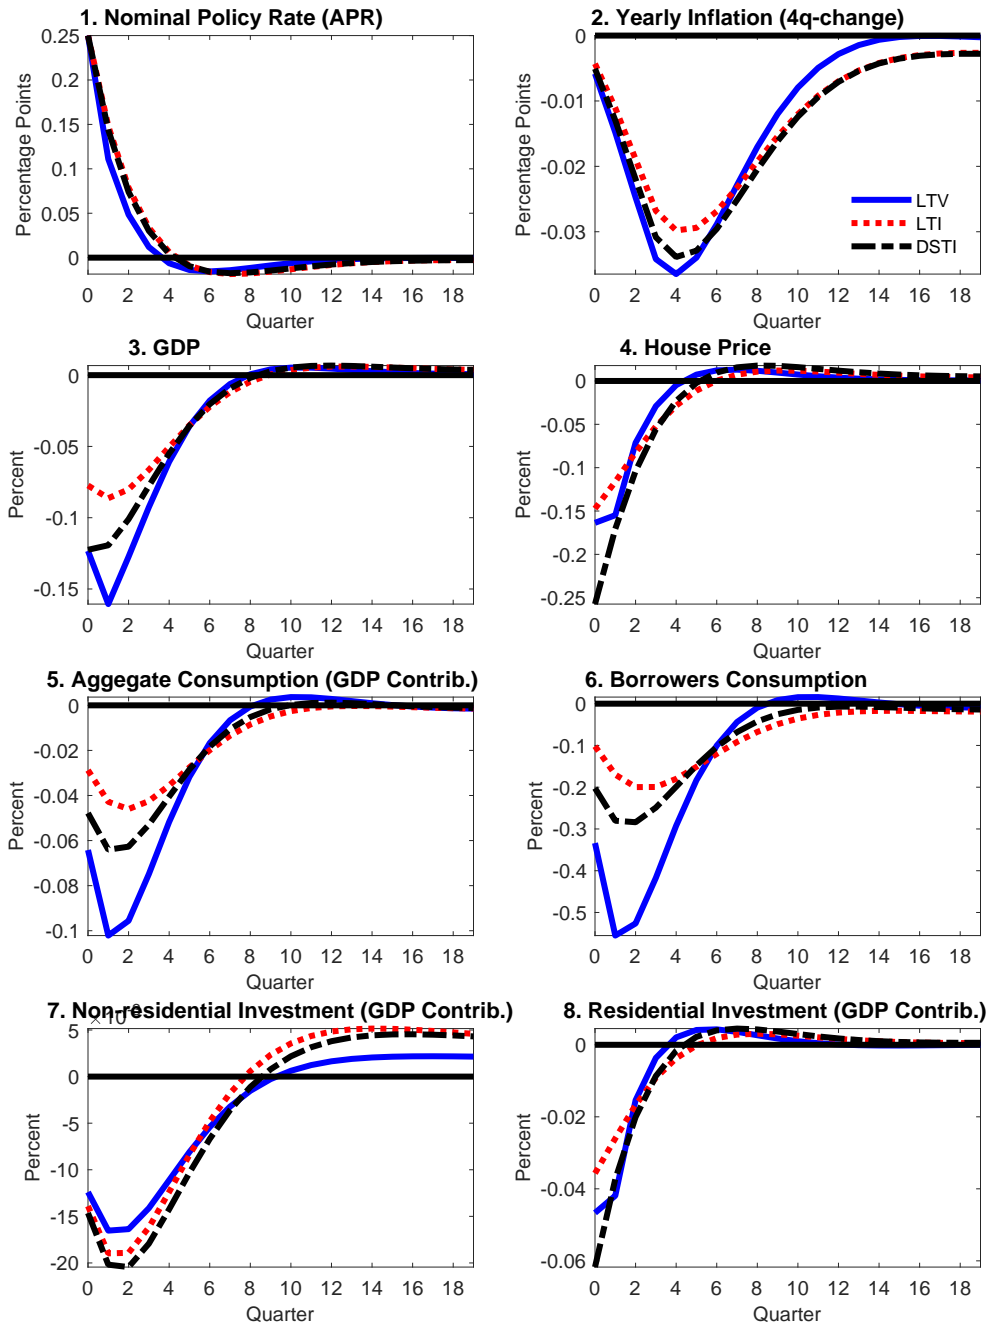 1. Nominal Policy Rate (APR)
0.25
0.2
0.15
0.1
0.05
0
Percentage Points
0 2 4 6 8 10 12 14 16 18
Quarter
2. Yearly Inflation (4q-change)
0
-0.01
-0.02
-0.03
Percentage Points
LTV
LTI
DSTI
0 2 4 6 8 10 12 14 16 18
Quarter
3. GDP
0
-0.05
-0.1
-0.15
Percent
0 2 4 6 8 10 12 14 16 18
Quarter
4. House Price
0
-0.05
-0.1
-0.15
-0.2
-0.25
Percent
0 2 4 6 8 10 12 14 16 18
Quarter
5. Aggegate Consumption (GDP Contrib.)
0
-0.02
-0.04
-0.06
-0.08
-0.1
Percent
0 2 4 6 8 10 12 14 16 18
Quarter
6. Borrowers Consumption
0
-0.1
-0.2
-0.3
-0.4
-0.5
Percent
0 2 4 6 8 10 12 14 16 18
Quarter
7. Non-residential Investment (GDP Contrib.)
5
0
-5
-10
-15
-20
Percent
0 2 4 6 8 10 12 14 16 18
Quarter
8. Residential Investment (GDP Contrib.)
0
-0.02
-0.04
-0.06
Percent
0 2 4 6 8 10 12 14 16 18
Quarter